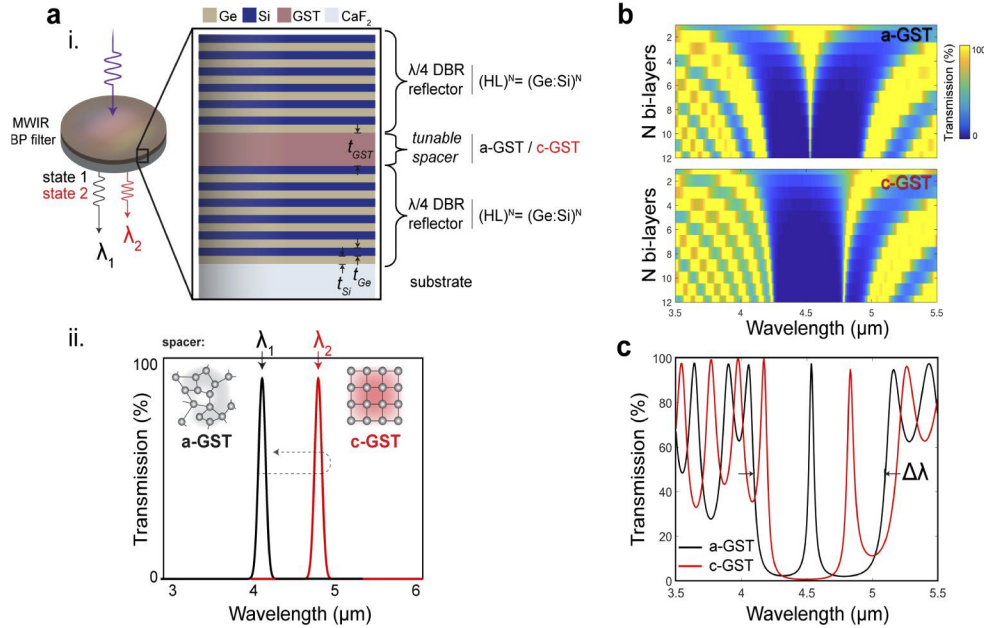 a
Ge Si GST CaF₂
i.
MWIR
BP filter
state 1
state 2
λ₁
λ₂
λ/4 DBR
reflector
(HL)ᴺ= (Ge:Si)ᴺ
t_GST
tunable
spacer
a-GST / c-GST
λ/4 DBR
reflector
(HL)ᴺ= (Ge:Si)ᴺ
t_Si
t_Ge
substrate
ii.
spacer:
λ₁
λ₂
100
Transmission (%)
0
a-GST
c-GST
3 4 5 6
Wavelength (μm)
b
N bi-layers
2
4
6
8
10
12
a-GST
100
Transmission (%)
0
N bi-layers
2
4
6
8
10
12
c-GST
3.5 4 4.5 5 5.5
Wavelength (μm)
c
Transmission (%)
100
80
60
40
20
0
Δλ
a-GST
c-GST
3.5 4 4.5 5 5.5
Wavelength (μm)